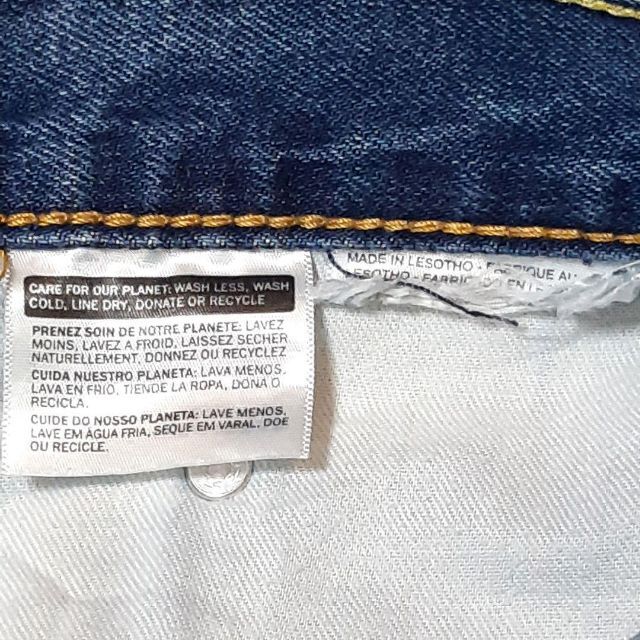 CARE FOR OUR PLANET: WASH LESS, WASH
COLD, LINE DRY, DONATE OR RECYCLE
PRENEZ SOIN DE NOTRE PLANETE: LAVEZ
MOINS, LAVEZ A FROID, LAISSEZ SECHER
NATURELLEMENT, DONNEZ OU RECYCLEZ
CUIDA NUESTRO PLANETA: LAVA MENOS,
LAVA EN FRIO, TIENDE LA ROPA, DONA O
RECICLA.
CUIDE DO NOSSO PLANETA: LAVE MENOS,
LAVE EM ÁGUA FRIA, SEQUE EM VARAL, DOE
OU RECICLE.
MADE IN LESOTHO - AU
LESOTHO - EN